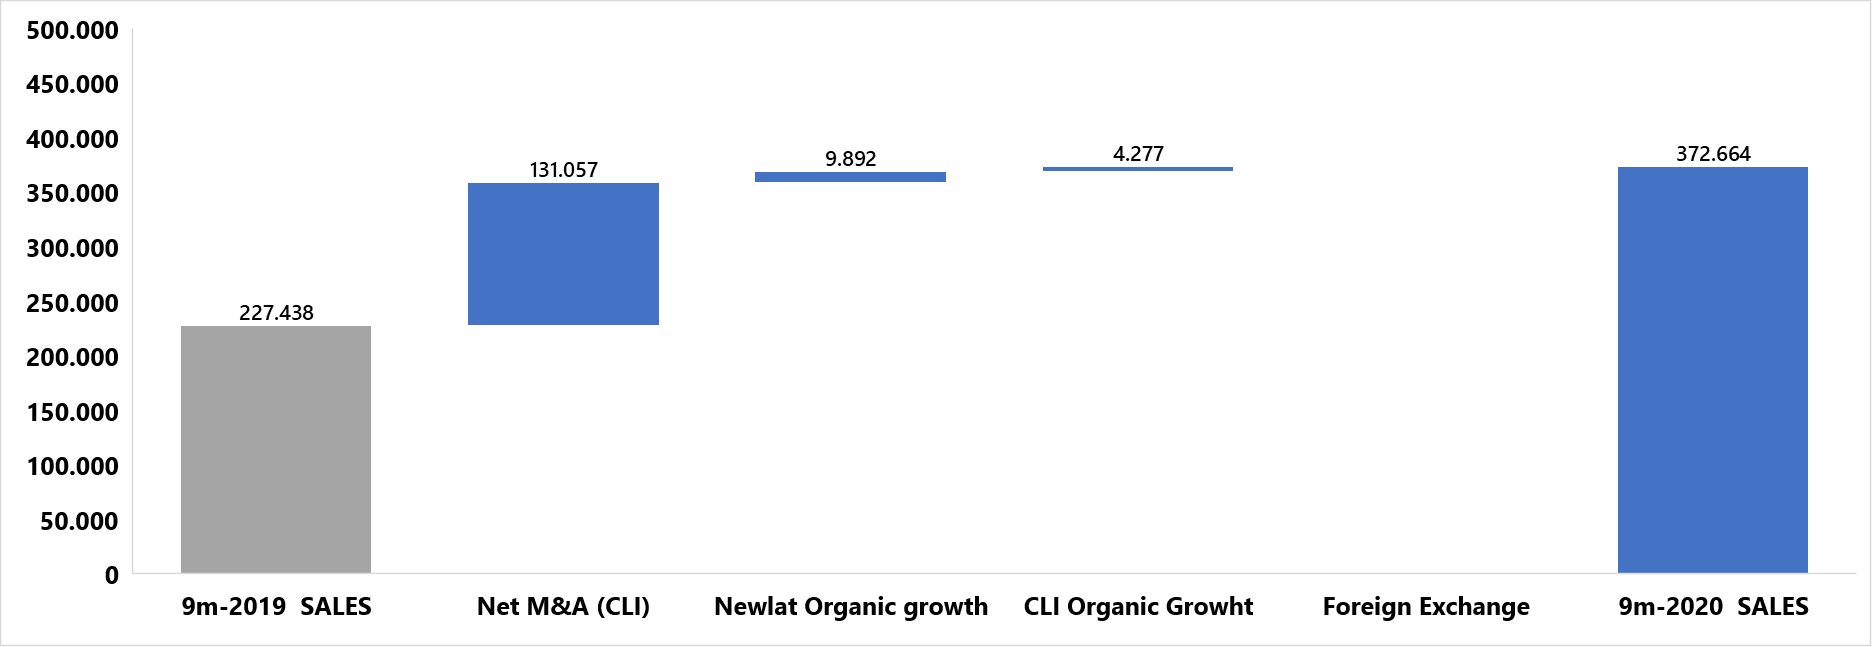 500.000
450.000
400.000
350.000
300.000
250.000
200.000
150.000
100.000
50.000
0
227.438
131.057
9.892
4.277
372.664
9m-2019 SALES
Net M&A (CLI)
Newlat Organic growth
CLI Organic Growht
Foreign Exchange
9m-2020 SALES